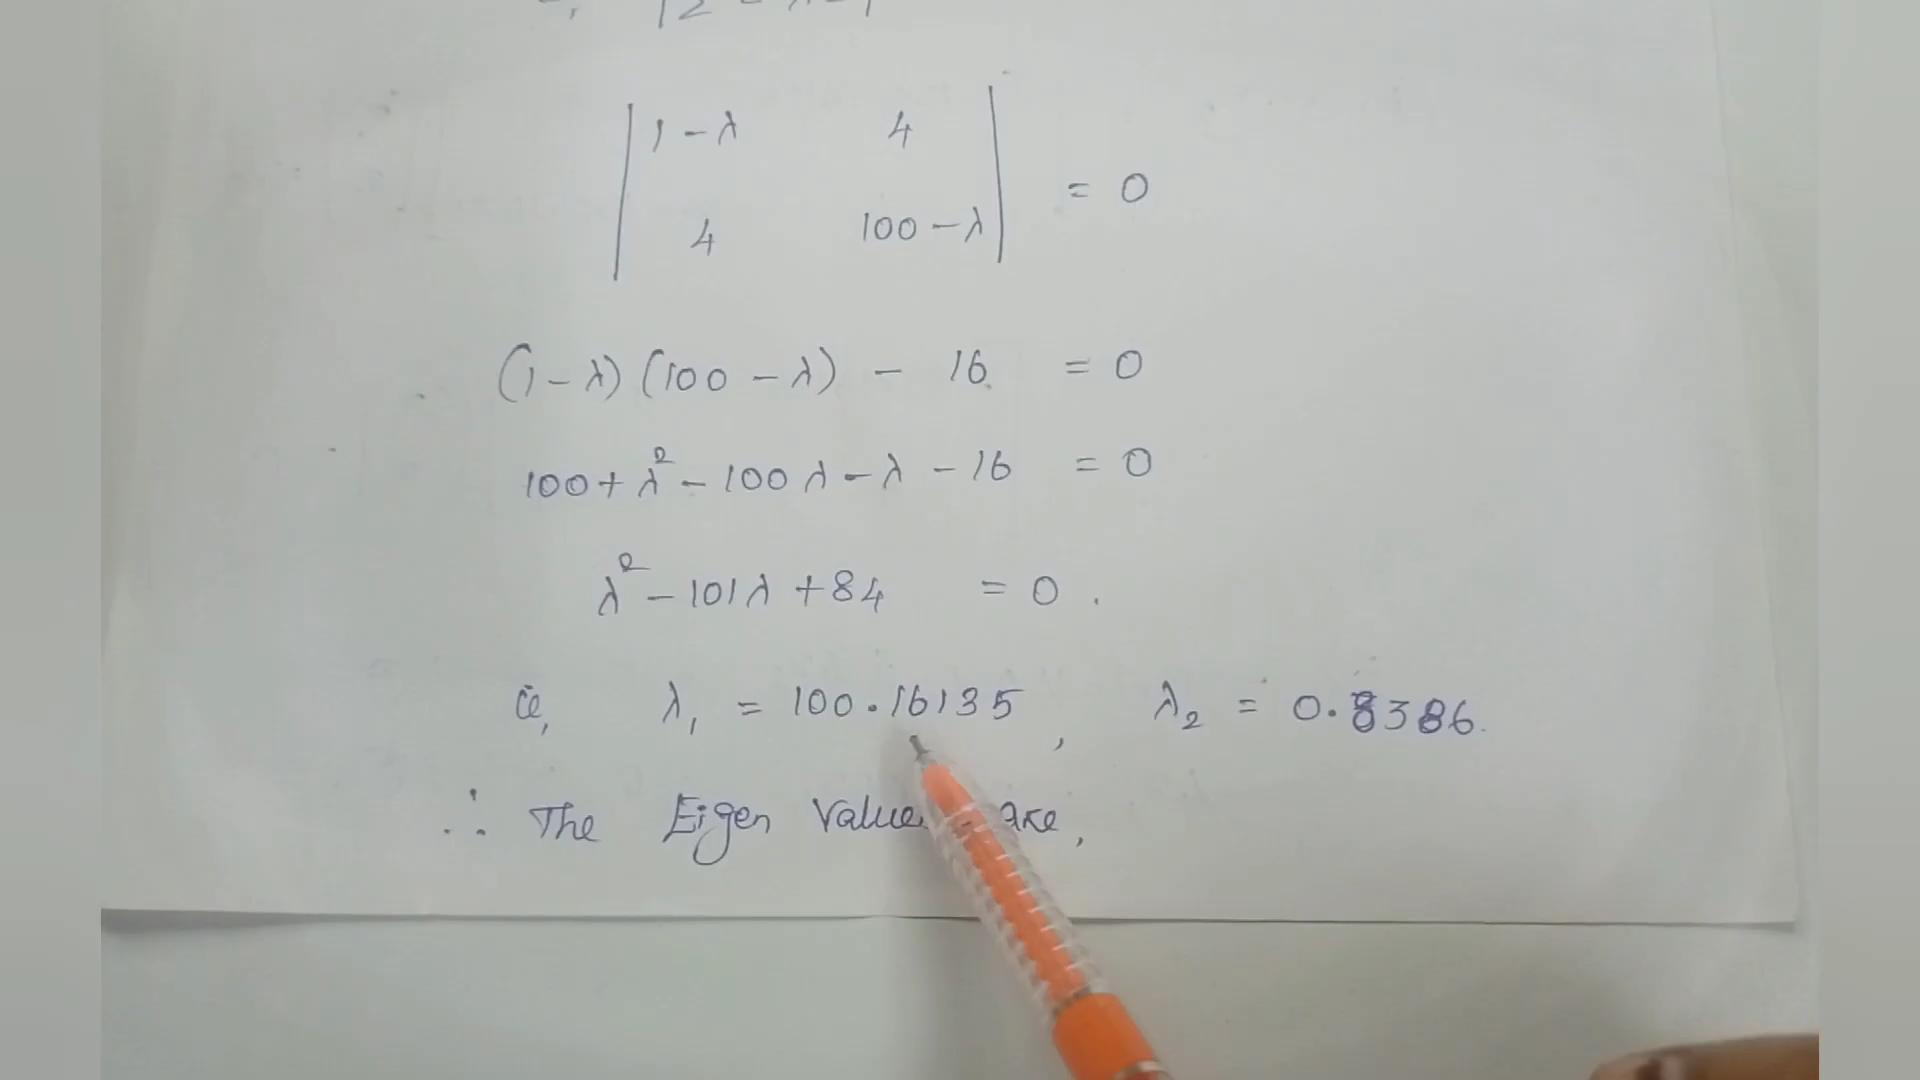 |1-λ 4|
|4 100-λ| = 0
(1-λ)(100-λ) - 16 = 0
100+λ²-100λ-λ-16 = 0
λ²-101λ+84 = 0.
ie, λ₁ = 100.16135, λ₂ = 0.8386.
∴ The Eigen Values are,